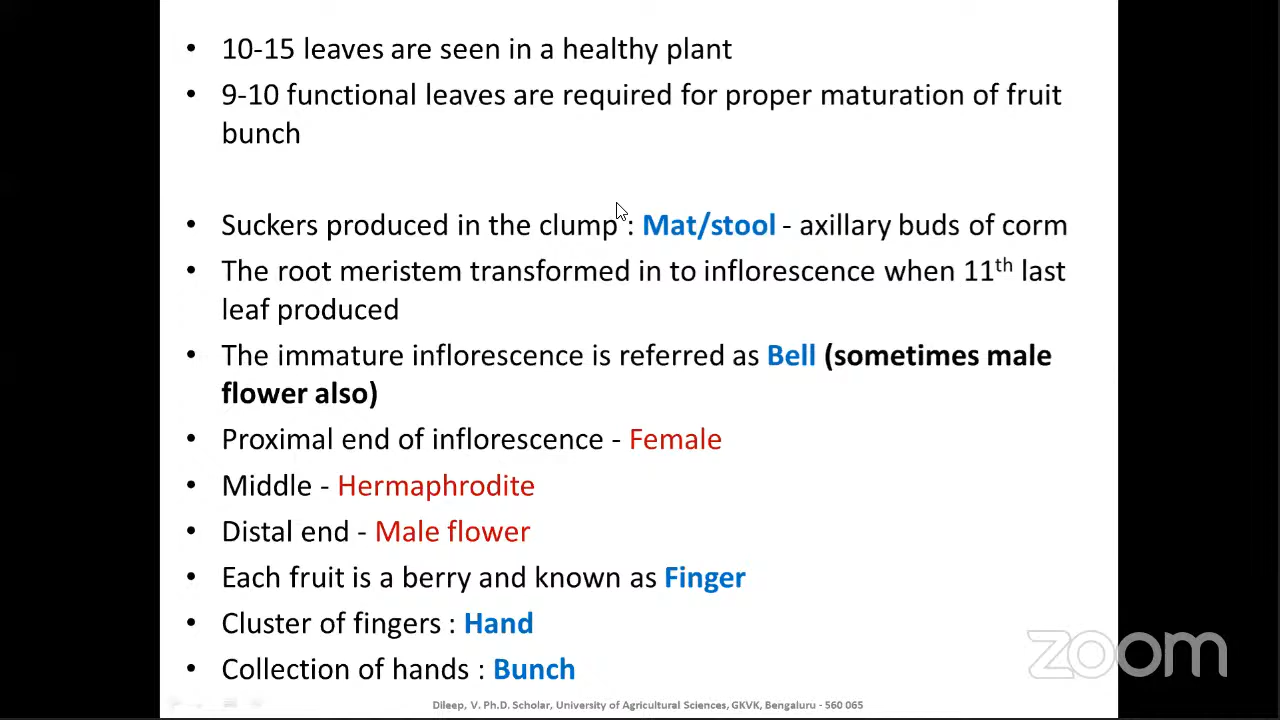 • 10-15 leaves are seen in a healthy plant
• 9-10 functional leaves are required for proper maturation of fruit
bunch
• Suckers produced in the clump : Mat/stool - axillary buds of corm
• The root meristem transformed in to inflorescence when 11th last
leaf produced
• The immature inflorescence is referred as Bell (sometimes male
flower also)
• Proximal end of inflorescence - Female
• Middle - Hermaphrodite
• Distal end - Male flower
• Each fruit is a berry and known as Finger
• Cluster of fingers : Hand
• Collection of hands : Bunch
zoom
Dileep, V. Ph.D. Scholar, University of Agricultural Sciences, GKVK, Bengaluru - 560 065